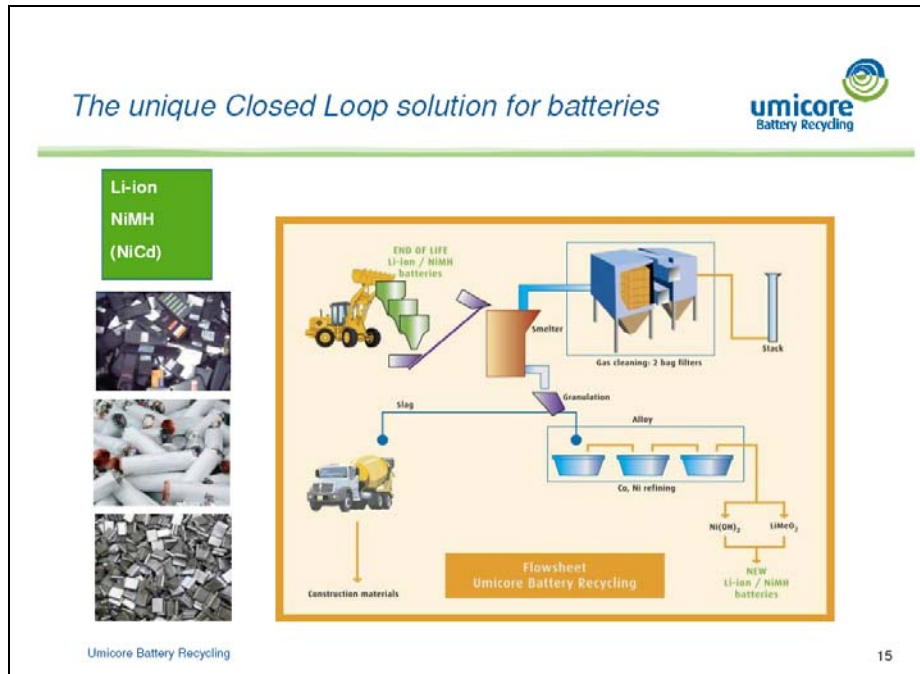 The unique Closed Loop solution for batteries
umicore
Battery Recycling
Li-ion
NiMH
(NiCd)
END OF LIFE
Li-ion / NiMH
batteries
Smelter
Gas cleaning: 2 bag filters
Stack
Granulation
Slag
Alloy
Co, Ni refining
Ni(OH)₂
LiMeO₂
NEW
Li-ion / NiMH
batteries
Construction materials
Flowsheet
Umicore Battery Recycling
Umicore Battery Recycling
15